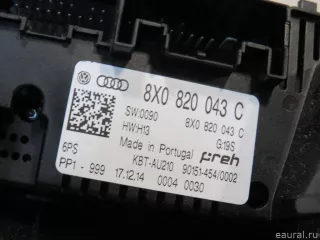 8X0 820 043 C
SW:0090 8X0 820 043 C
HW:H13 G.19S
Made in Portugal Preh
6PS KBT-AU210 90151-454/0002
PP1 - 999 17.12.14 0004 0030
eaural.ru